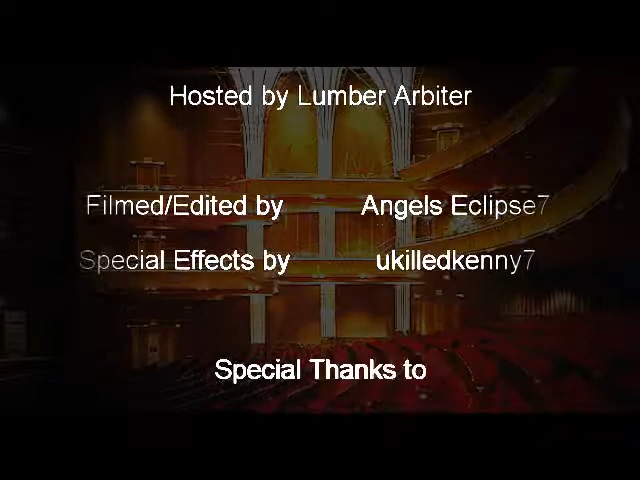 Hosted by Lumber Arbiter
Filmed/Edited by Angels Eclipse7
Special Effects by ukilledkenny7
Special Thanks to